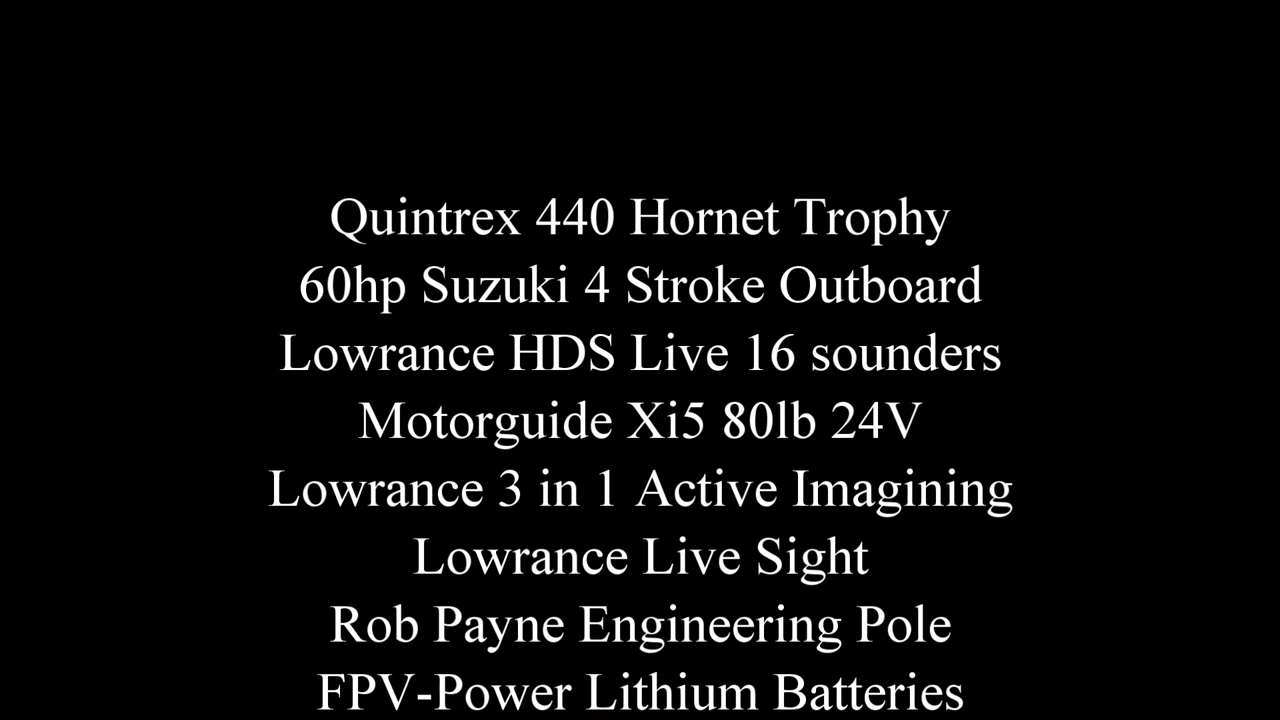 Quintrex 440 Hornet Trophy
60hp Suzuki 4 Stroke Outboard
Lowrance HDS Live 16 sounders
Motorguide Xi5 80lb 24V
Lowrance 3 in 1 Active Imagining
Lowrance Live Sight
Rob Payne Engineering Pole
FPV-Power Lithium Batteries